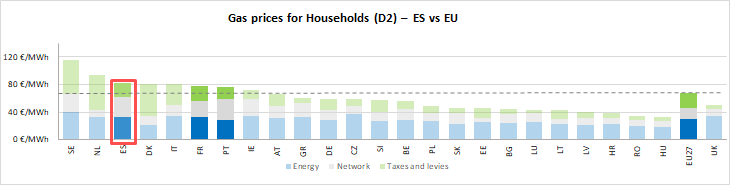 Gas prices for Households (D2) – ES vs EU
120 €/MWh
80 €/MWh
40 €/MWh
0 €/MWh
SE NL ES DK IT FR PT IE AT GR DE CZ SI BE PL SK EE BG LU LT LV HR RO HU EU27 UK
Energy Network Taxes and levies